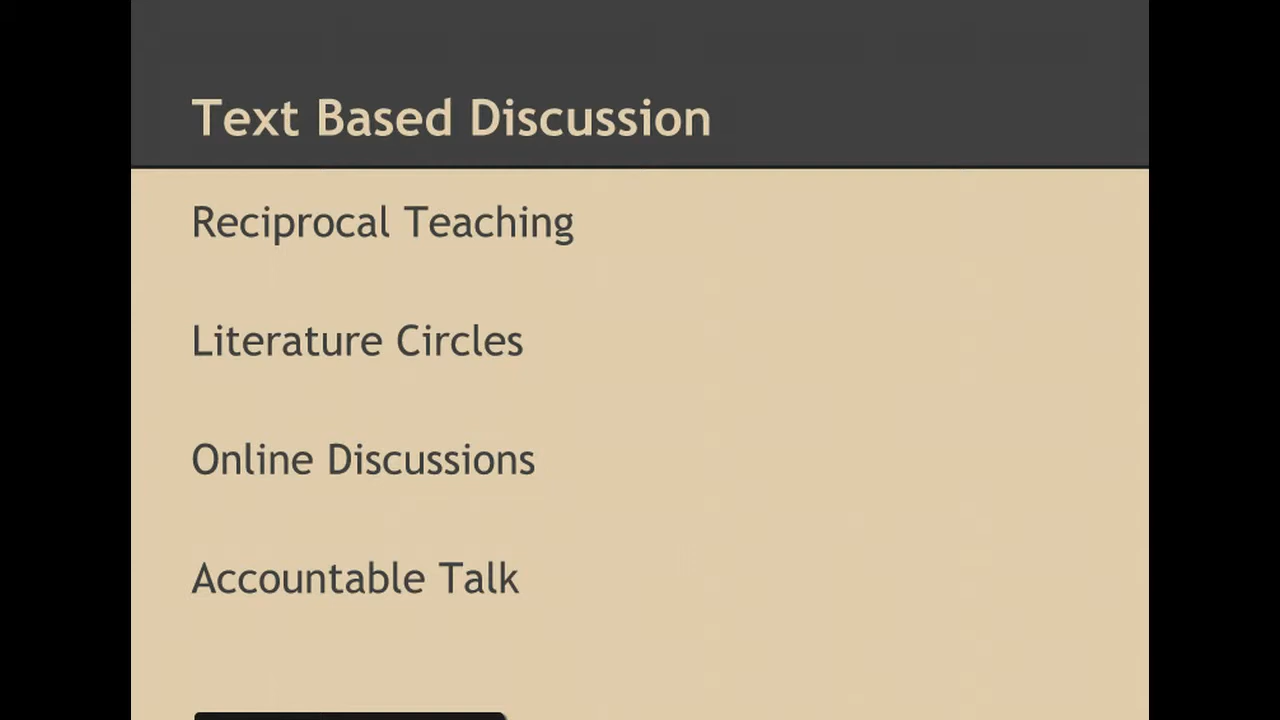 Text Based Discussion
Reciprocal Teaching
Literature Circles
Online Discussions
Accountable Talk